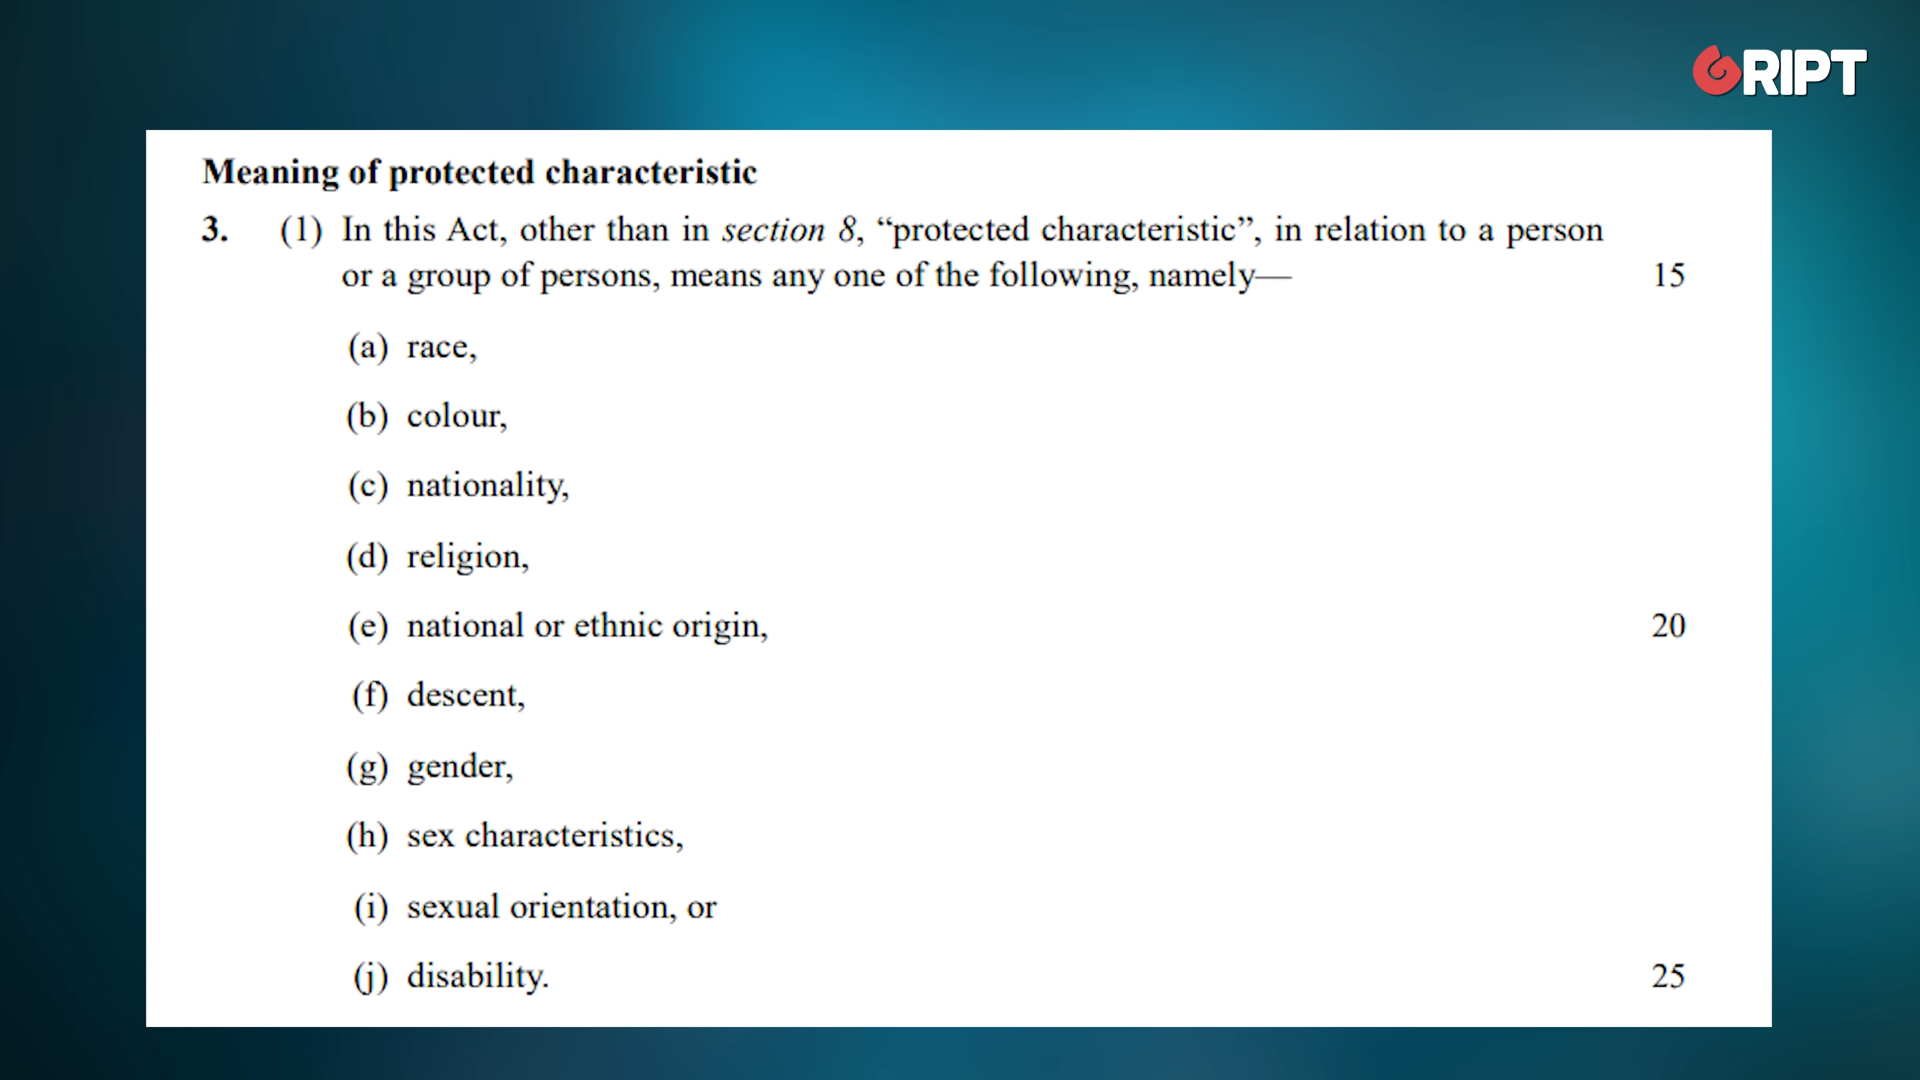 GRIPT
Meaning of protected characteristic
3. (1) In this Act, other than in section 8, “protected characteristic”, in relation to a person
or a group of persons, means any one of the following, namely— 15
(a) race,
(b) colour,
(c) nationality,
(d) religion,
(e) national or ethnic origin, 20
(f) descent,
(g) gender,
(h) sex characteristics,
(i) sexual orientation, or
(j) disability. 25